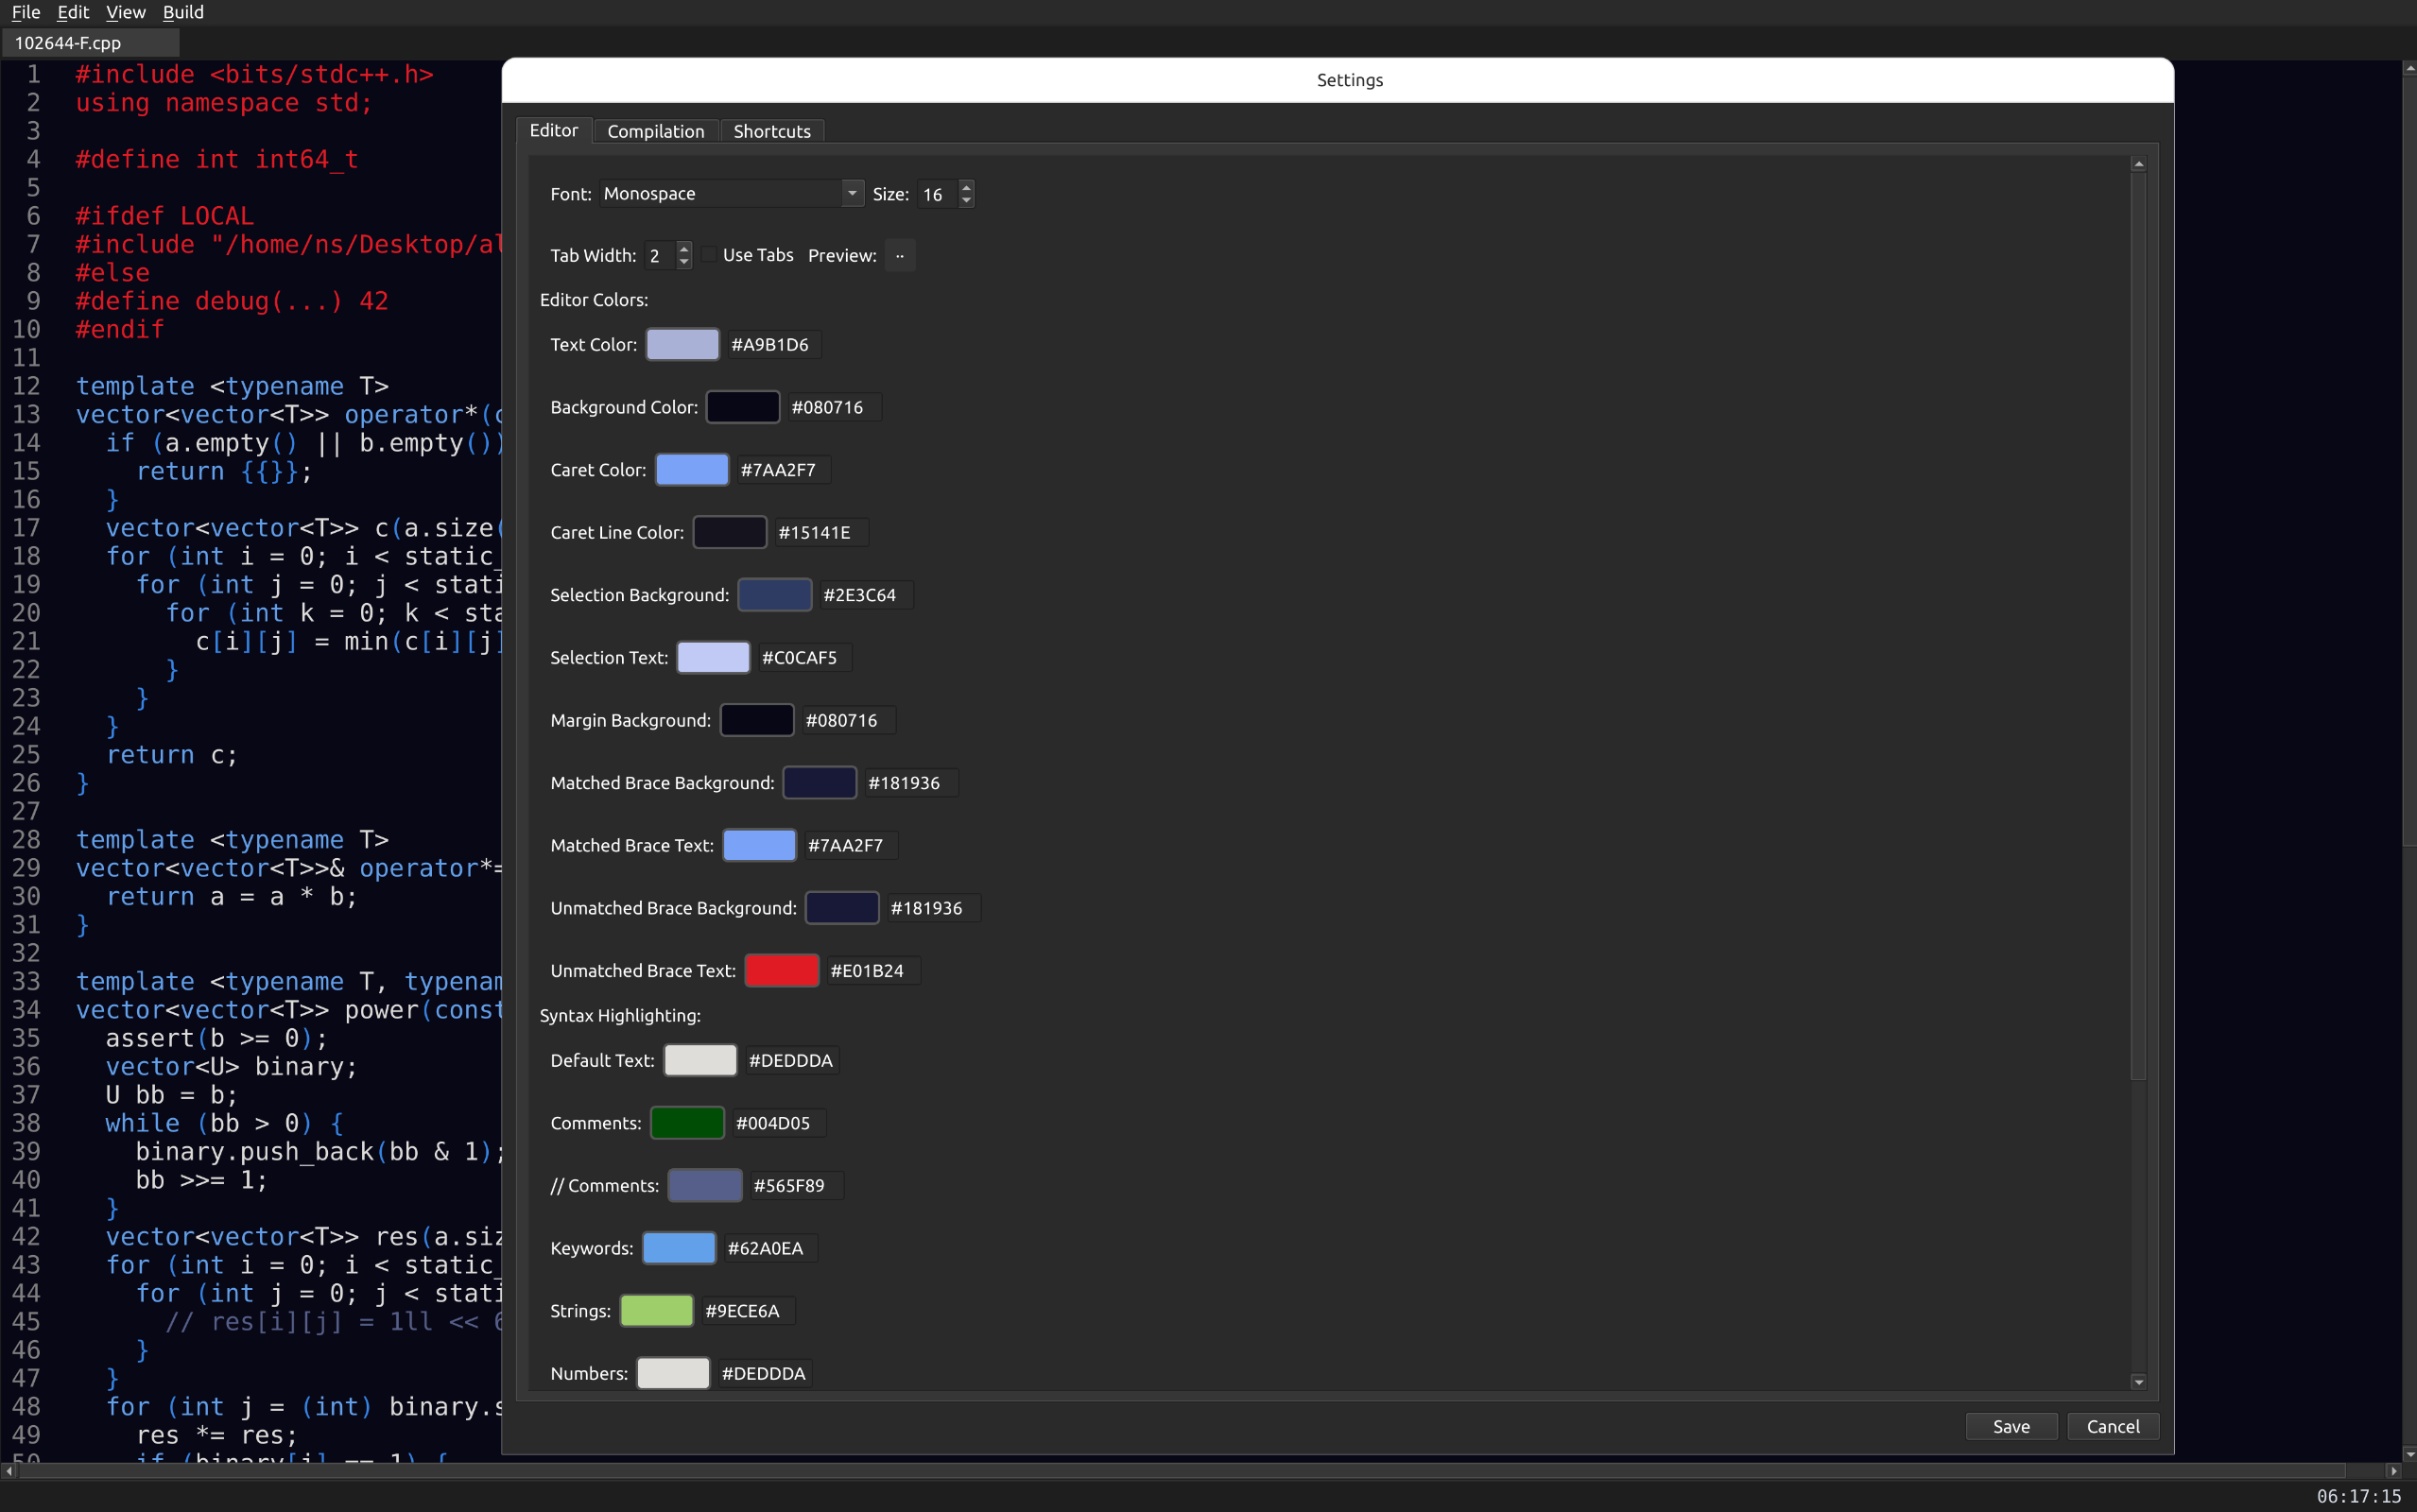 File Edit View Build
102644-F.cpp
1 #include <bits/stdc++.h>
2 using namespace std;
3
4 #define int int64_t
5
6 #ifdef LOCAL
7 #include "/home/ns/Desktop/al
8 #else
9 #define debug(...) 42
10 #endif
11
12 template <typename T>
13 vector<vector<T>> operator*(
14 if (a.empty() || b.empty())
15 return {{}};
16 }
17 vector<vector<T>> c(a.size(
18 for (int i = 0; i < static_
19 for (int j = 0; j < stati
20 for (int k = 0; k < sta
21 c[i][j] = min(c[i][j]
22 }
23 }
24 }
25 return c;
26 }
27
28 template <typename T>
29 vector<vector<T>>& operator*=
30 return a = a * b;
31 }
32
33 template <typename T, typenam
34 vector<vector<T>> power(const
35 assert(b >= 0);
36 vector<U> binary;
37 U bb = b;
38 while (bb > 0) {
39 binary.push_back(bb & 1);
40 bb >>= 1;
41 }
42 vector<vector<T>> res(a.siz
43 for (int i = 0; i < static_
44 for (int j = 0; j < stati
45 // res[i][j] = 1ll << 6
46 }
47 }
48 for (int j = (int) binary.s
49 res *= res;
50 if (binary[j] == 1) {
Settings
Editor Compilation Shortcuts
Font: Monospace Size: 16
Tab Width: 2 Use Tabs Preview: ··
Editor Colors:
Text Color: #A9B1D6
Background Color: #080716
Caret Color: #7AA2F7
Caret Line Color: #15141E
Selection Background: #2E3C64
Selection Text: #C0CAF5
Margin Background: #080716
Matched Brace Background: #181936
Matched Brace Text: #7AA2F7
Unmatched Brace Background: #181936
Unmatched Brace Text: #E01B24
Syntax Highlighting:
Default Text: #DEDDDA
Comments: #004D05
// Comments: #565F89
Keywords: #62A0EA
Strings: #9ECE6A
Numbers: #DEDDDA
Save Cancel
06:17:15